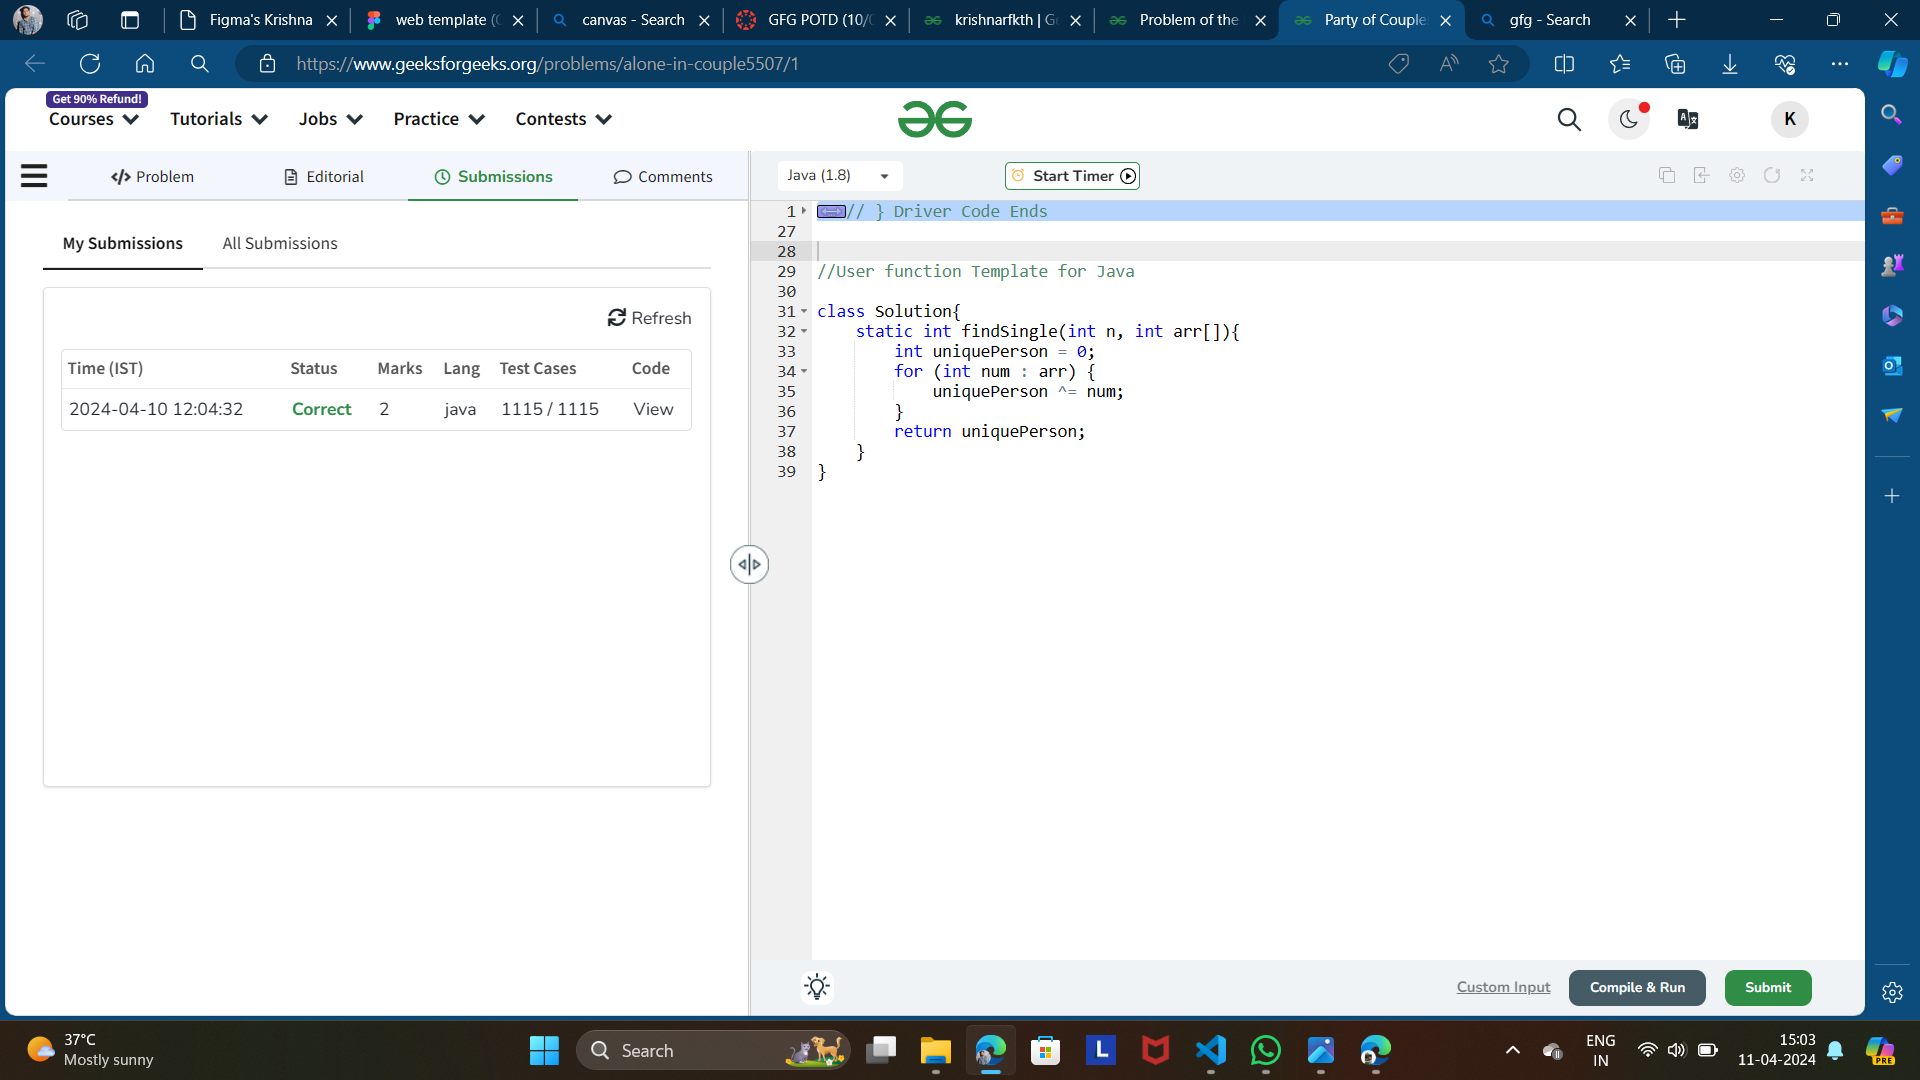 Figma's Krishna
web template (
canvas - Search
GFG POTD (10/
krishnarfkth | G
Problem of the
Party of Couple
gfg - Search
https://www.geeksforgeeks.org/problems/alone-in-couple5507/1
Get 90% Refund!
Courses
Tutorials
Jobs
Practice
Contests
K
</> Problem
Editorial
Submissions
Comments
Java (1.8)
Start Timer
My Submissions
All Submissions
Refresh
Time (IST) Status Marks Lang Test Cases Code
2024-04-10 12:04:32 Correct 2 java 1115 / 1115 View
1 // } Driver Code Ends
27
28
29 //User function Template for Java
30
31 class Solution{
32 static int findSingle(int n, int arr[]){
33 int uniquePerson = 0;
34 for (int num : arr) {
35 uniquePerson ^= num;
36 }
37 return uniquePerson;
38 }
39 }
Custom Input
Compile & Run
Submit
37°C
Mostly sunny
Search
L
ENG
IN
15:03
11-04-2024
PRE